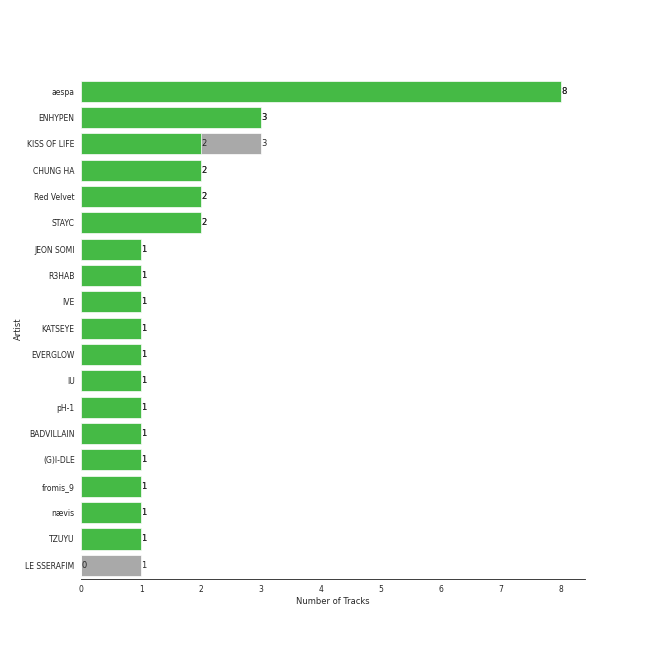 aespa 8
ENHYPEN 3
KISS OF LIFE 2 3
CHUNG HA 2
Red Velvet 2
STAYC 2
JEON SOMI 1
R3HAB 1
IVE 1
KATSEYE 1
EVERGLOW 1
IU 1
pH-1 1
BADVILLAIN 1
(G)I-DLE 1
fromis_9 1
nævis 1
TZUYU 1
LE SSERAFIM 0 1
0 1 2 3 4 5 6 7 8
Number of Tracks
Artist